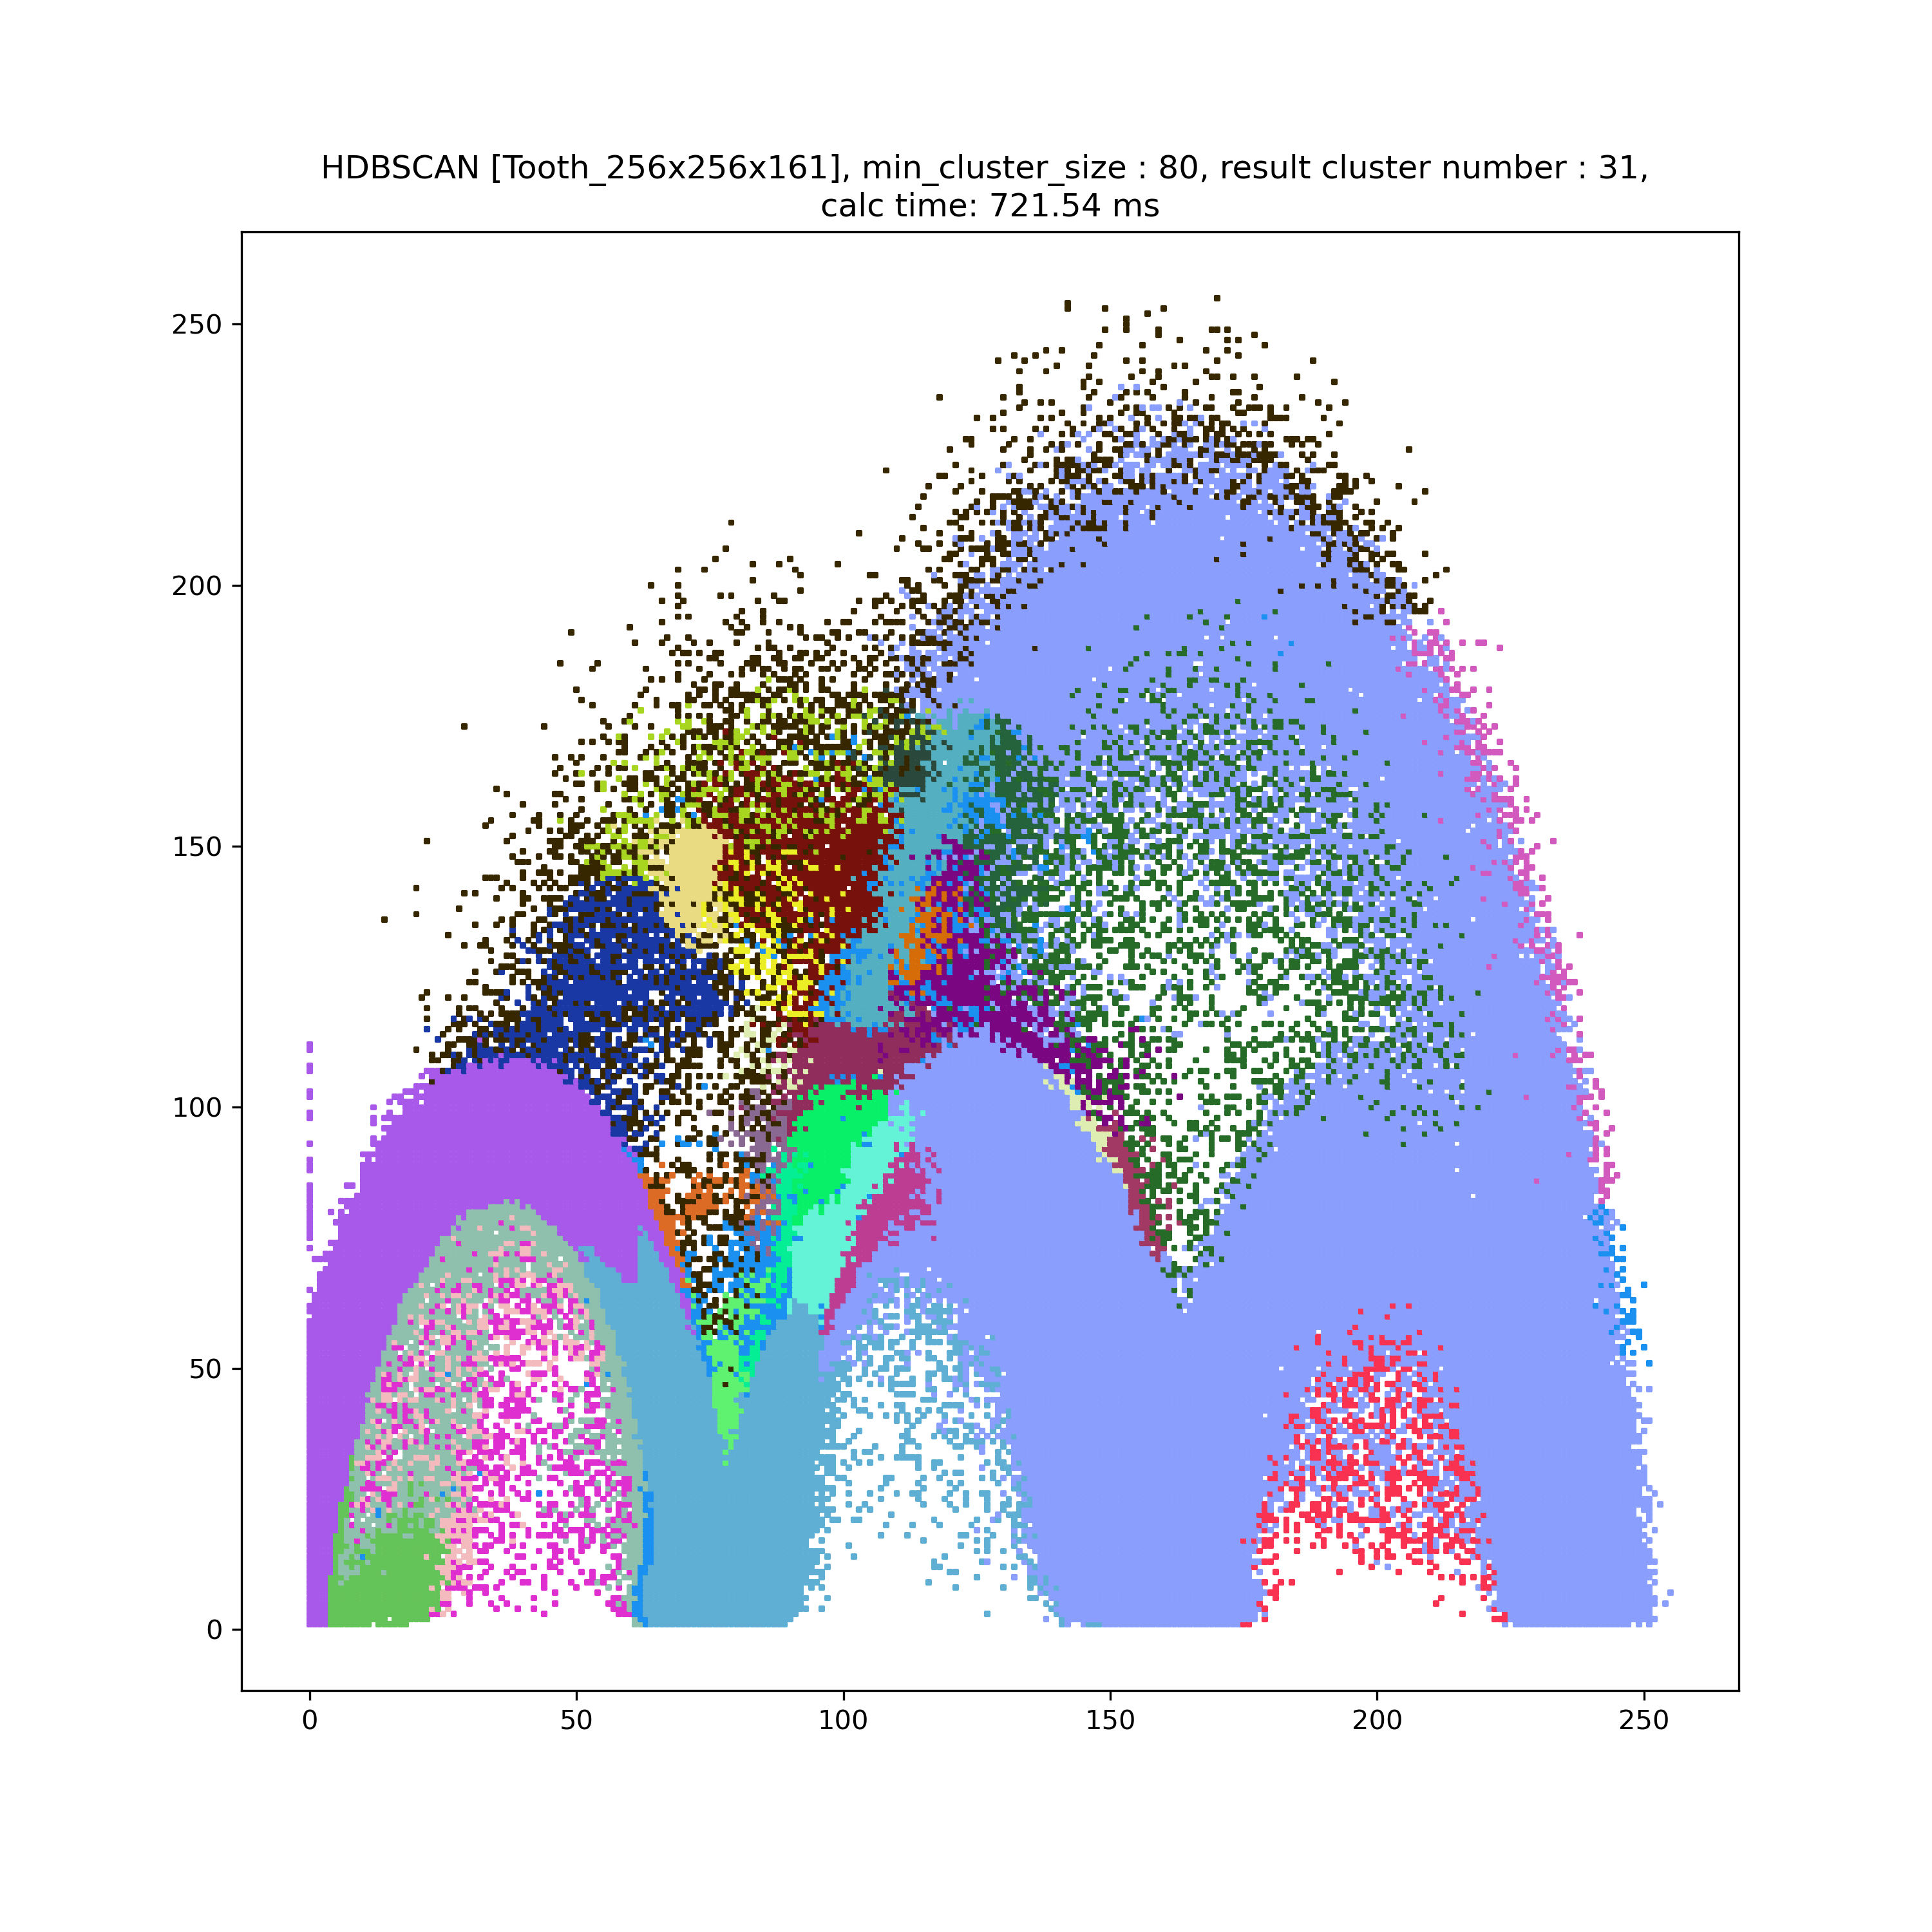 HDBSCAN [Tooth_256x256x161], min_cluster_size : 80, result cluster number : 31,
calc time: 721.54 ms
250
200
150
100
50
0
0 50 100 150 200 250